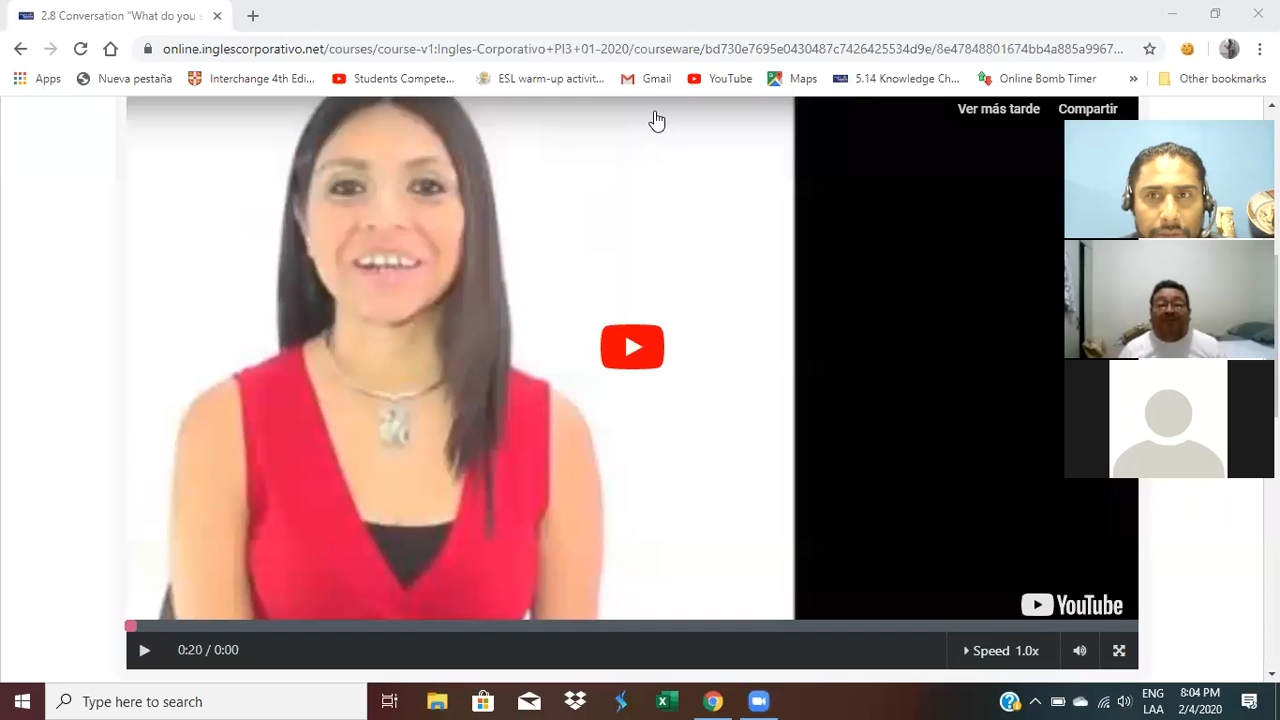 2.8 Conversation "What do you s
online.inglescorporativo.net/courses/course-v1:Ingles-Corporativo+PI3+01-2020/courseware/bd730e7695e0430487c7426425534d9e/8e47848801674bb4a885a9967...
Apps
Nueva pestaña
Interchange 4th Edi...
Students Compete...
ESL warm-up activit...
Gmail
YouTube
Maps
5.14 Knowledge Ch...
Online Bomb Timer
»
Other bookmarks
Ver más tarde
Compartir
YouTube
0:20 / 0:00
Speed 1.0x
Type here to search
ENG
LAA
8:04 PM
2/4/2020